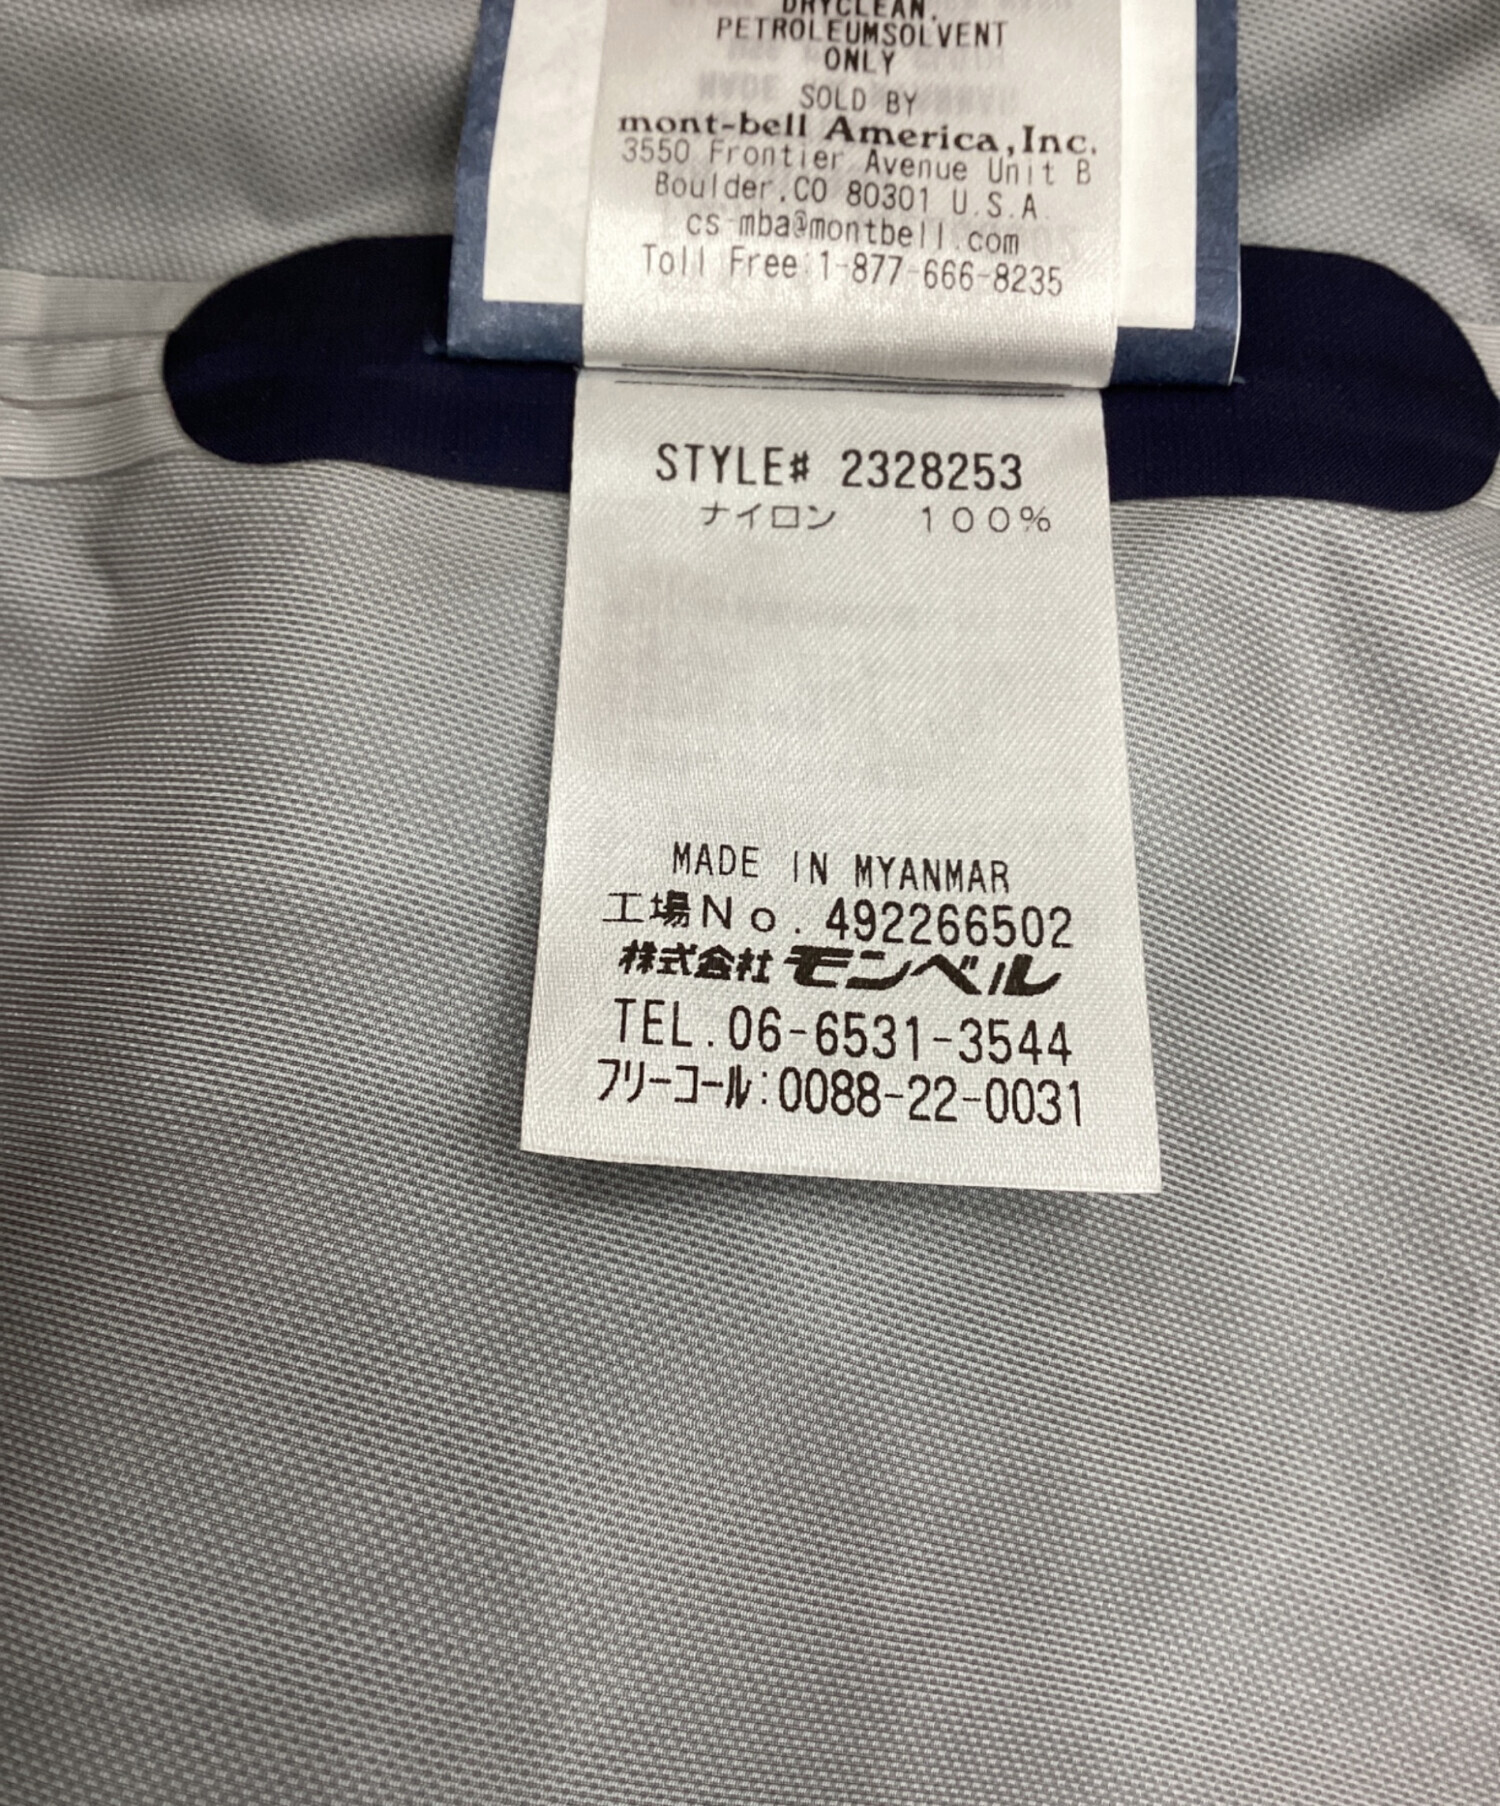 DRYCLEAN,
PETROLEUMSOLVENT
ONLY
SOLD BY
mont-bell America,Inc.
3550 Frontier Avenue Unit B
Boulder.CO 80301 U.S.A
cs-mba@montbell.com
Toll Free:1-877-666-8235
STYLE# 2328253
ナイロン 100%
MADE IN MYANMAR
工場No. 492266502
株式会社 モンベル
TEL.06-6531-3544
フリーコール:0088-22-0031